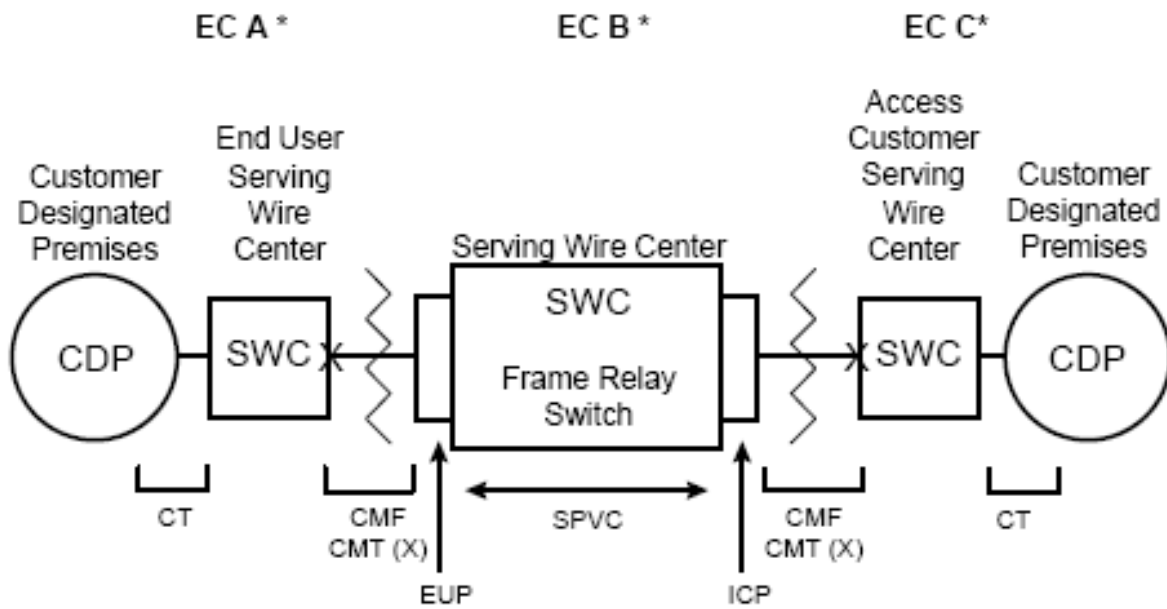 EC A *
EC B *
EC C*
Customer
Designated
Premises
CDP
End User
Serving
Wire
Center
SWC
X
Serving Wire Center
SWC
Frame Relay
Switch
Access
Customer
Serving
Wire
Center
X
SWC
Customer
Designated
Premises
CDP
CT
CMF
CMT (X)
EUP
SPVC
ICP
CMF
CMT (X)
CT